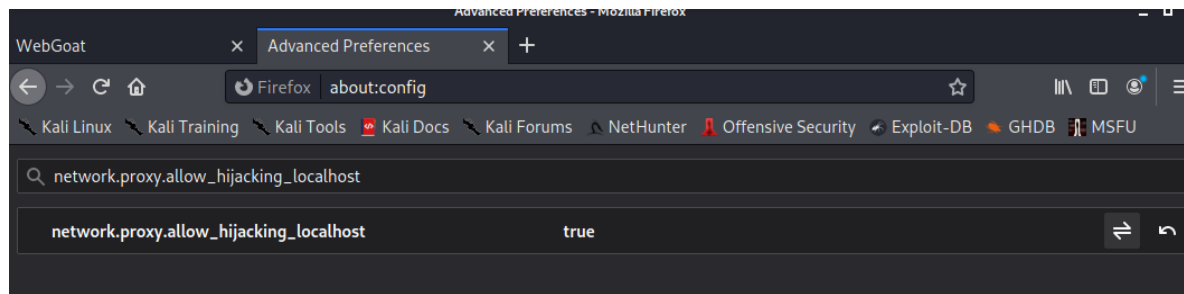 Advanced Preferences - Mozilla Firefox
WebGoat Advanced Preferences
Firefox about:config
Kali Linux Kali Training Kali Tools Kali Docs Kali Forums NetHunter Offensive Security Exploit-DB GHDB MSFU
network.proxy.allow_hijacking_localhost
network.proxy.allow_hijacking_localhost true